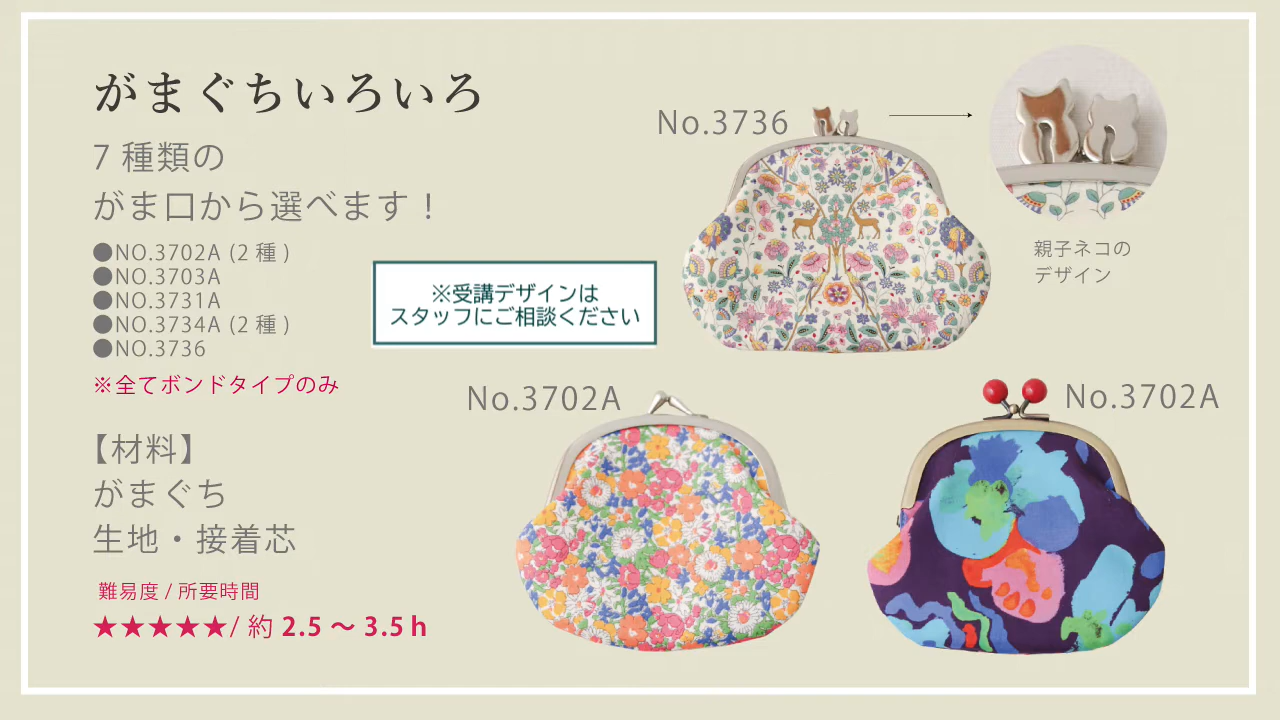 がまぐちいろいろ
7 種類の
がま口から選べます！
●NO.3702A (2 種 )
●NO.3703A
●NO.3731A
●NO.3734A (2 種 )
●NO.3736
※全てボンドタイプのみ
【材料】
がまぐち
生地・接着芯
難易度 / 所要時間
★★★★★/ 約 2.5 〜 3.5 h
※受講デザインは
スタッフにご相談ください
No.3736
親子ネコの
デザイン
No.3702A
No.3702A